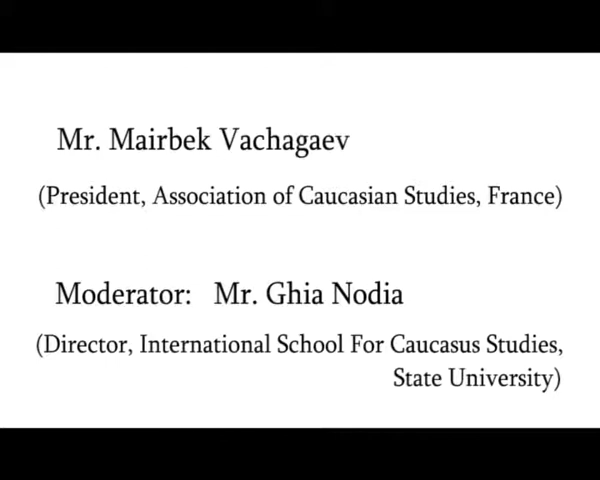 Mr. Mairbek Vachagaev
(President, Association of Caucasian Studies, France)
Moderator: Mr. Ghia Nodia
(Director, International School For Caucasus Studies,
State University)